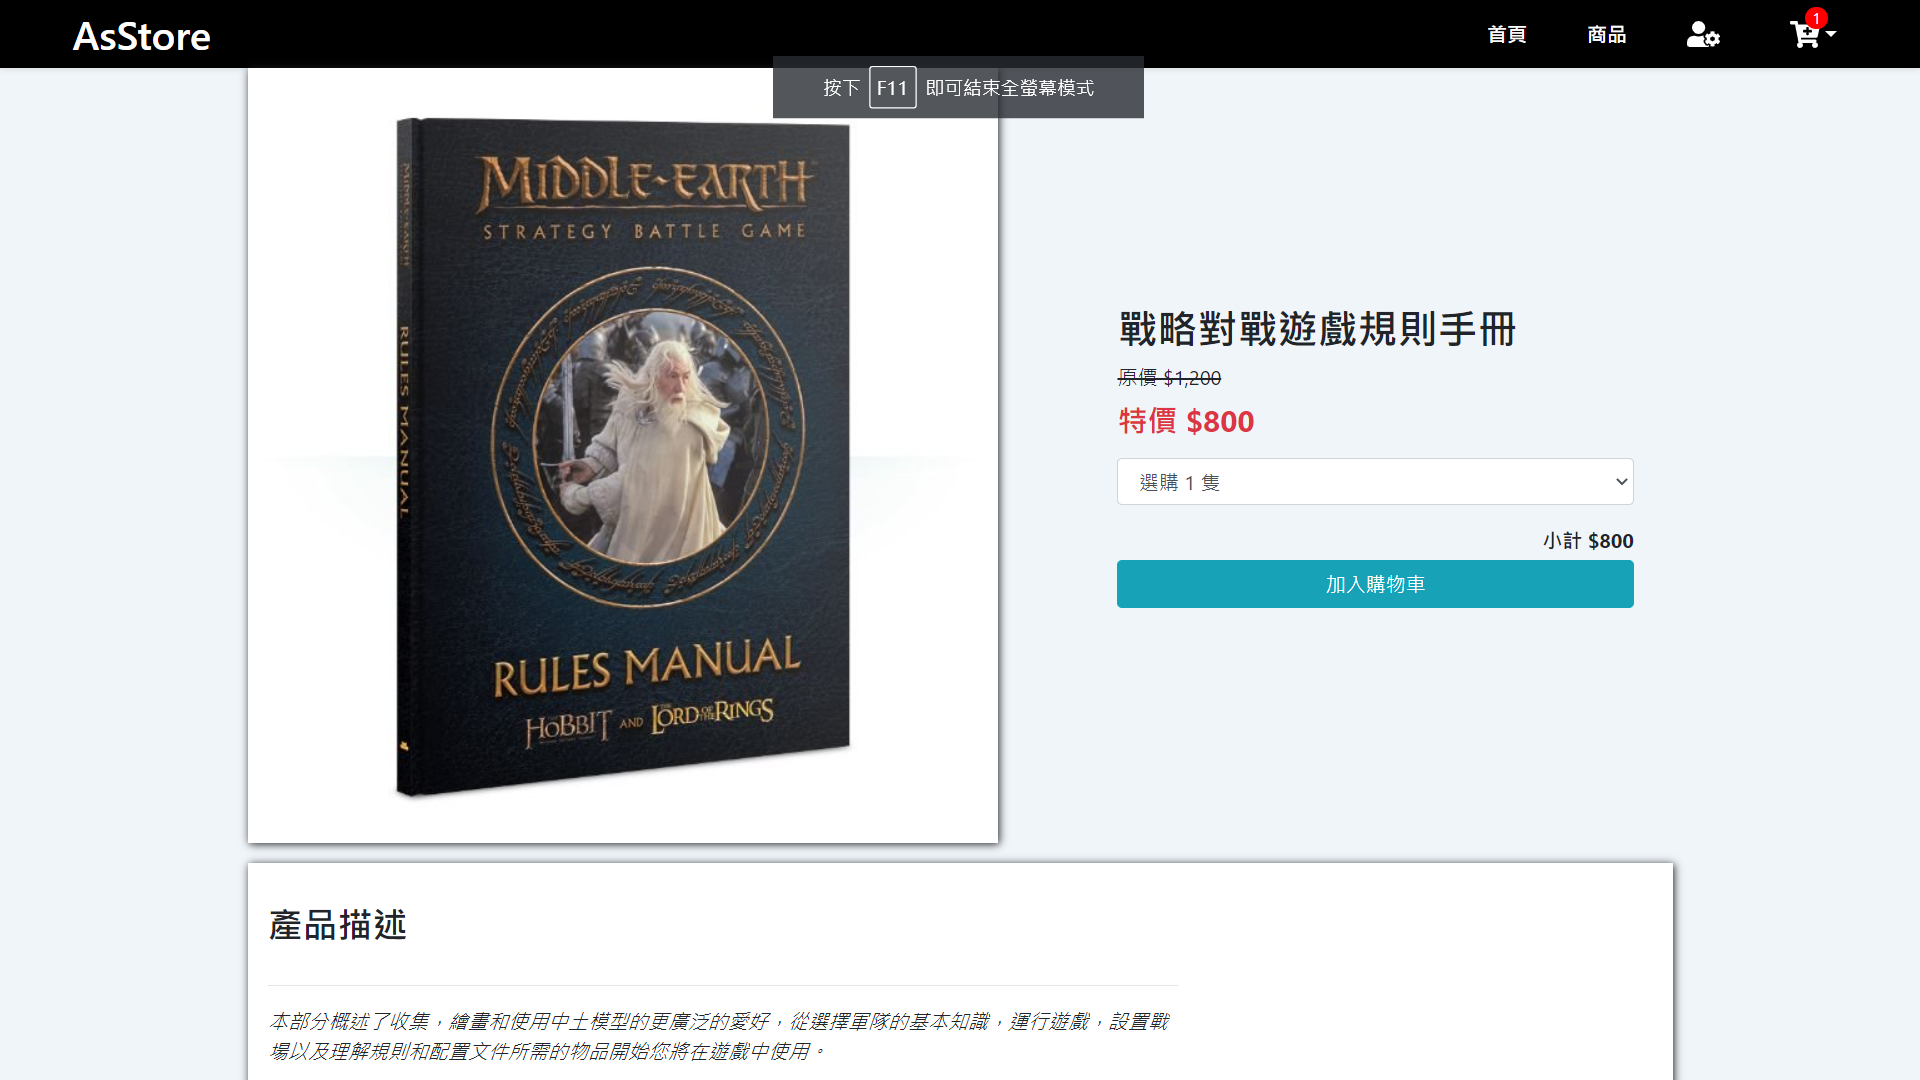 AsStore
首頁
商品
1
按下 F11 即可結束全螢幕模式
MIDDLE-EARTH
STRATEGY BATTLE GAME
RULES MANUAL
THE HOBBIT AND THE LORD OF THE RINGS
MIDDLE-EARTH
RULES MANUAL
戰略對戰遊戲規則手冊
原價 $1,200
特價 $800
選購 1 隻
小計 $800
加入購物車
產品描述
本部分概述了收集，繪畫和使用中土模型的更廣泛的愛好，從選擇軍隊的基本知識，運行遊戲，設置戰
場以及理解規則和配置文件所需的物品開始您將在遊戲中使用。